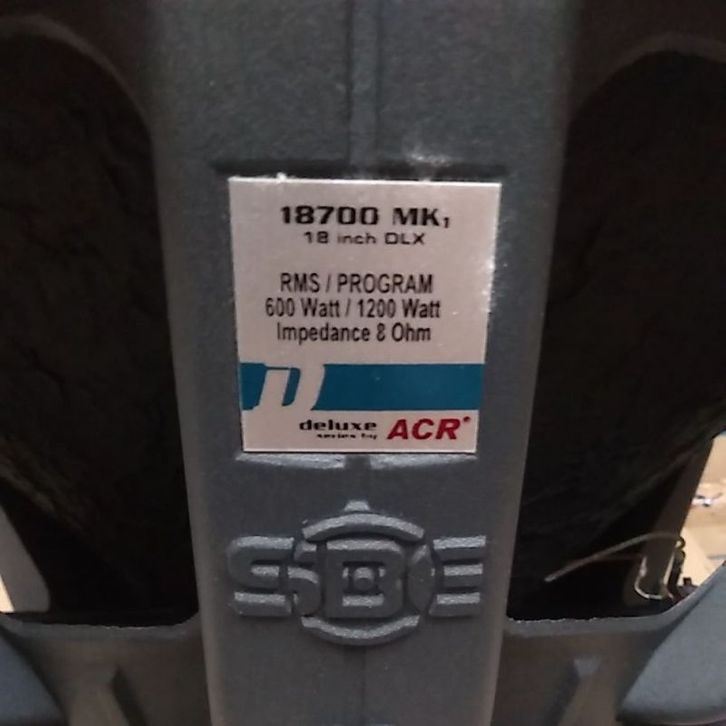 18700 MK1
18 inch DLX
RMS / PROGRAM
600 Watt / 1200 Watt
Impedance 8 Ohm
D
deluxe
series by ACR®
SBE